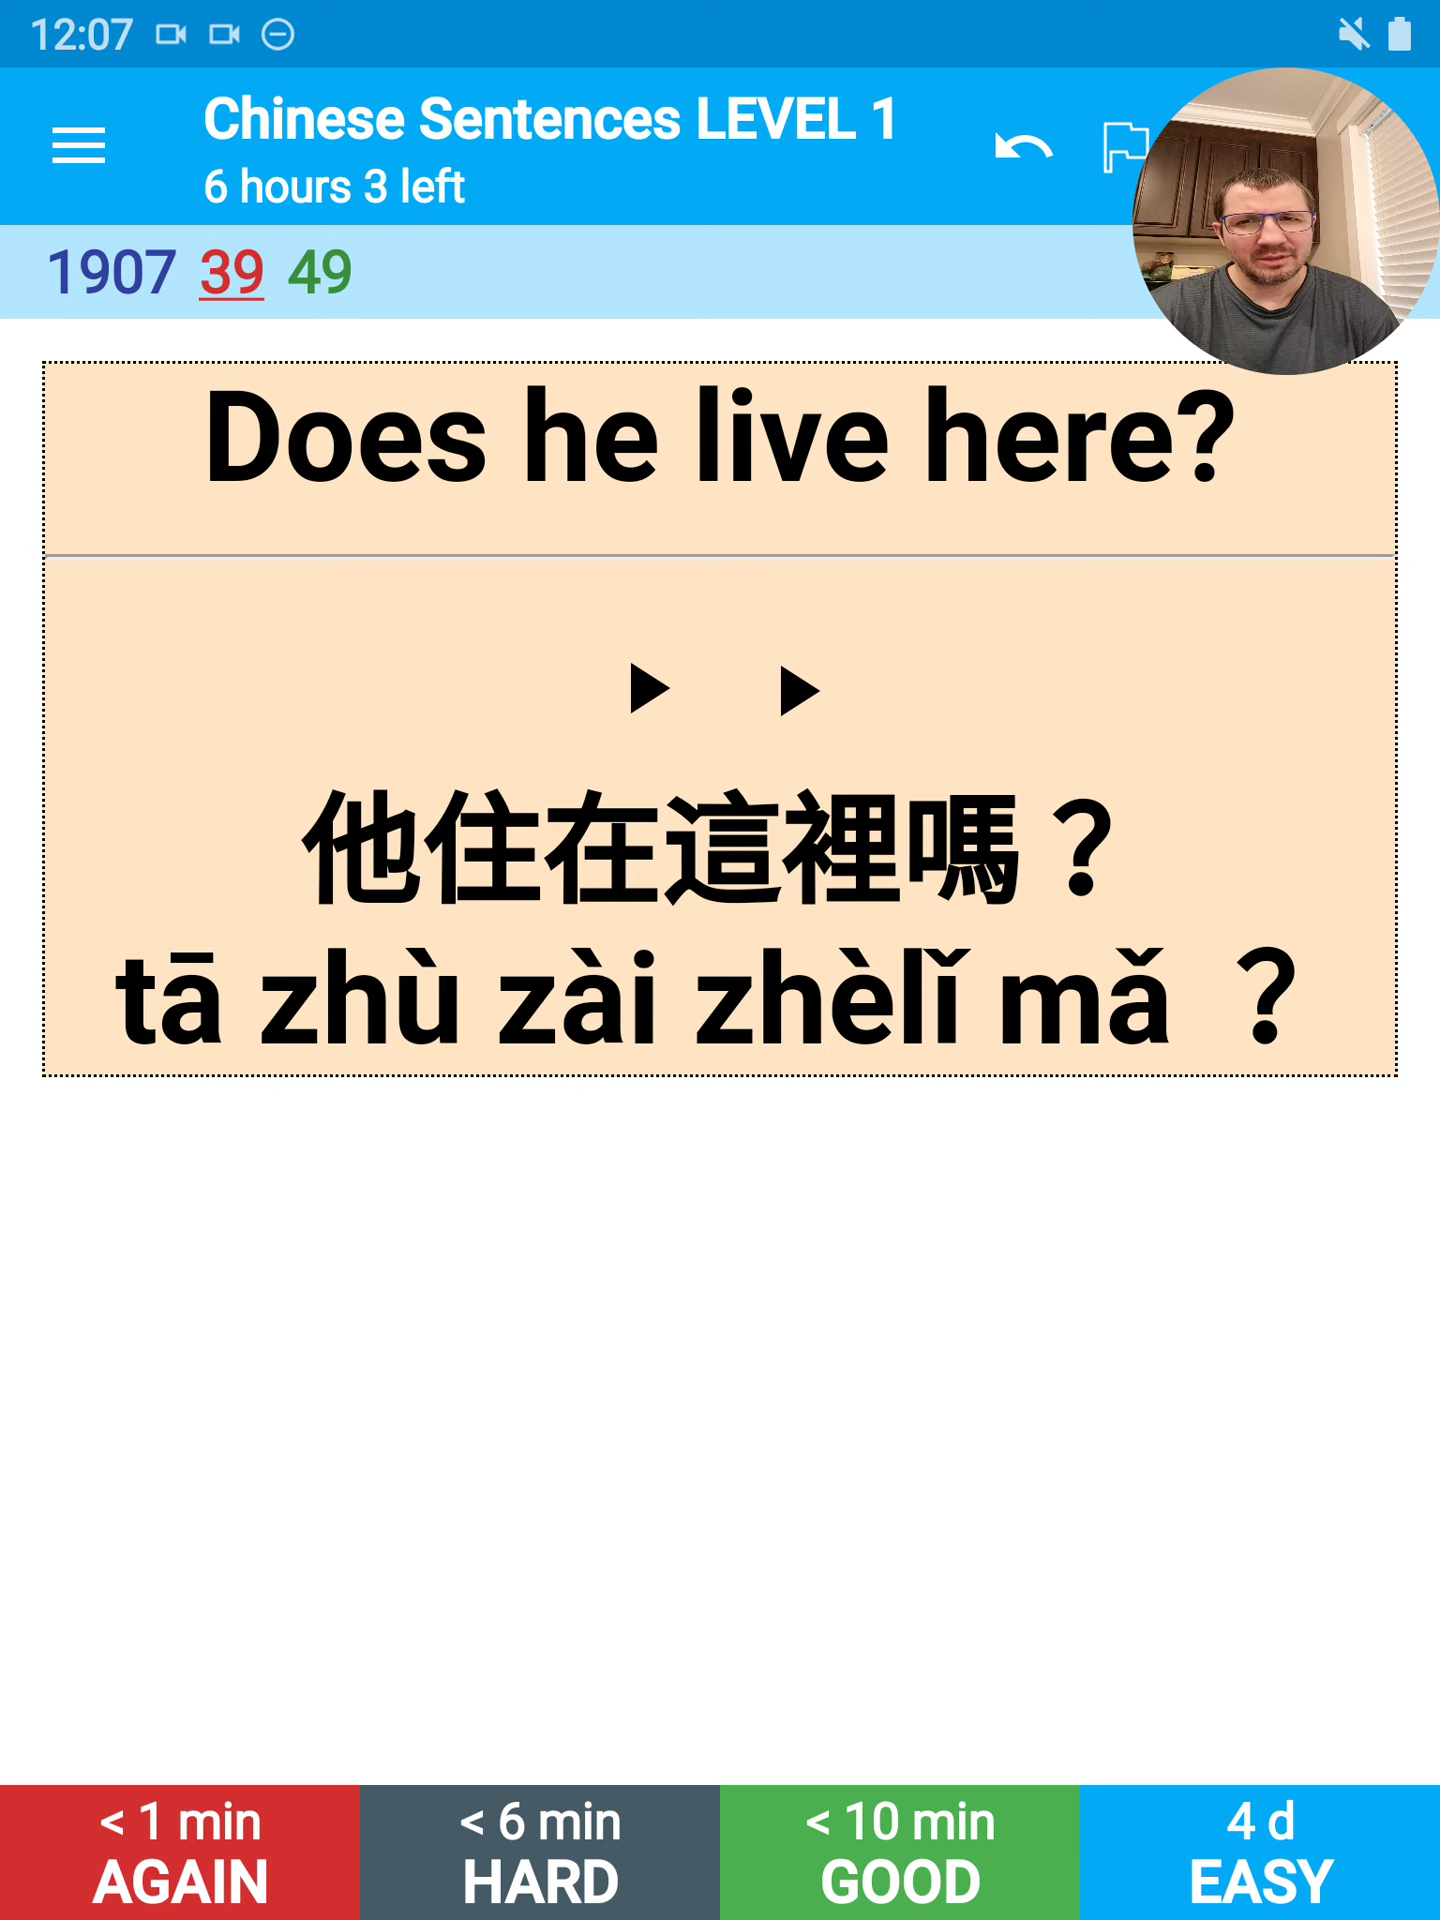 12:07
Chinese Sentences LEVEL 1
6 hours 3 left
1907 39 49
Does he live here?
他住在這裡嗎？
tā zhù zài zhèlǐ mǎ ？
< 1 min
AGAIN
< 6 min
HARD
< 10 min
GOOD
4 d
EASY